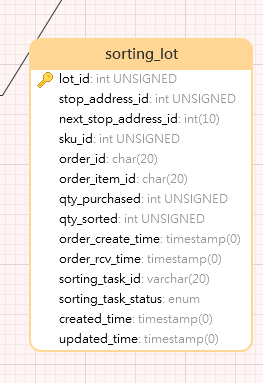 sorting_lot
lot_id: int UNSIGNED
stop_address_id: int UNSIGNED
next_stop_address_id: int(10)
sku_id: int UNSIGNED
order_id: char(20)
order_item_id: char(20)
qty_purchased: int UNSIGNED
qty_sorted: int UNSIGNED
order_create_time: timestamp(0)
order_rcv_time: timestamp(0)
sorting_task_id: varchar(20)
sorting_task_status: enum
created_time: timestamp(0)
updated_time: timestamp(0)